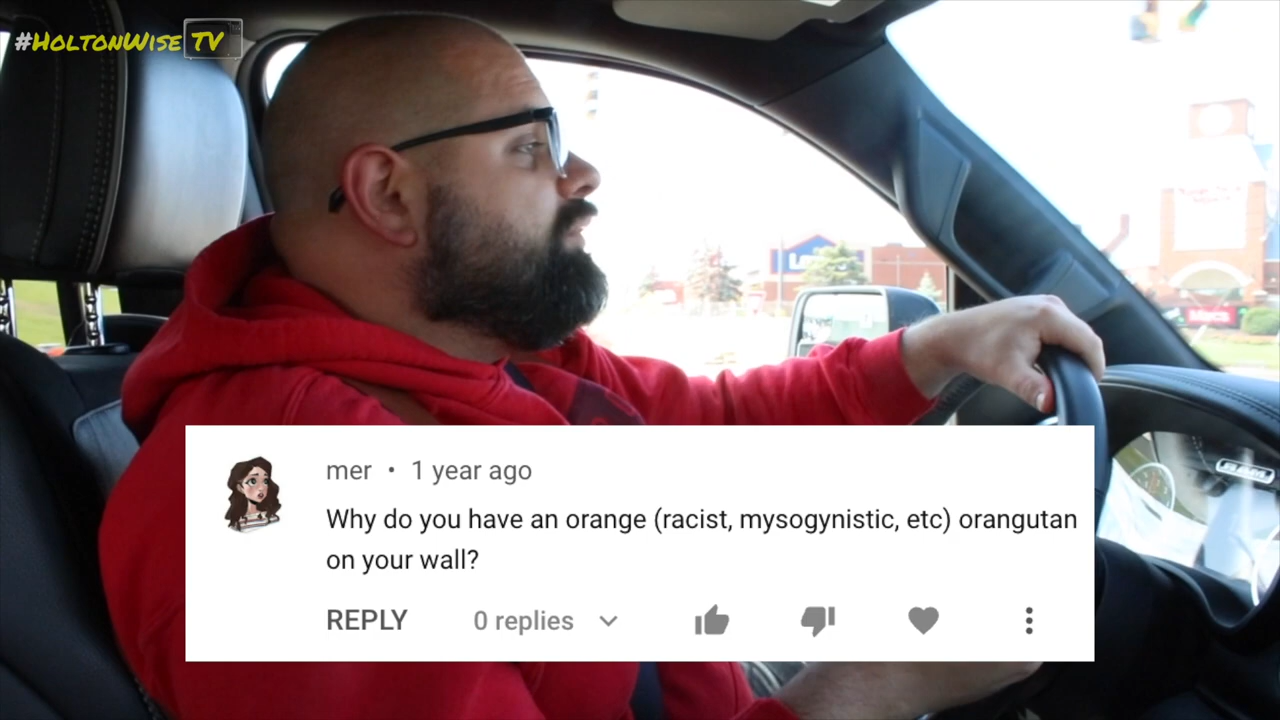 #HOLTONWISE TV
mer • 1 year ago
Why do you have an orange (racist, mysogynistic, etc) orangutan
on your wall?
REPLY 0 replies